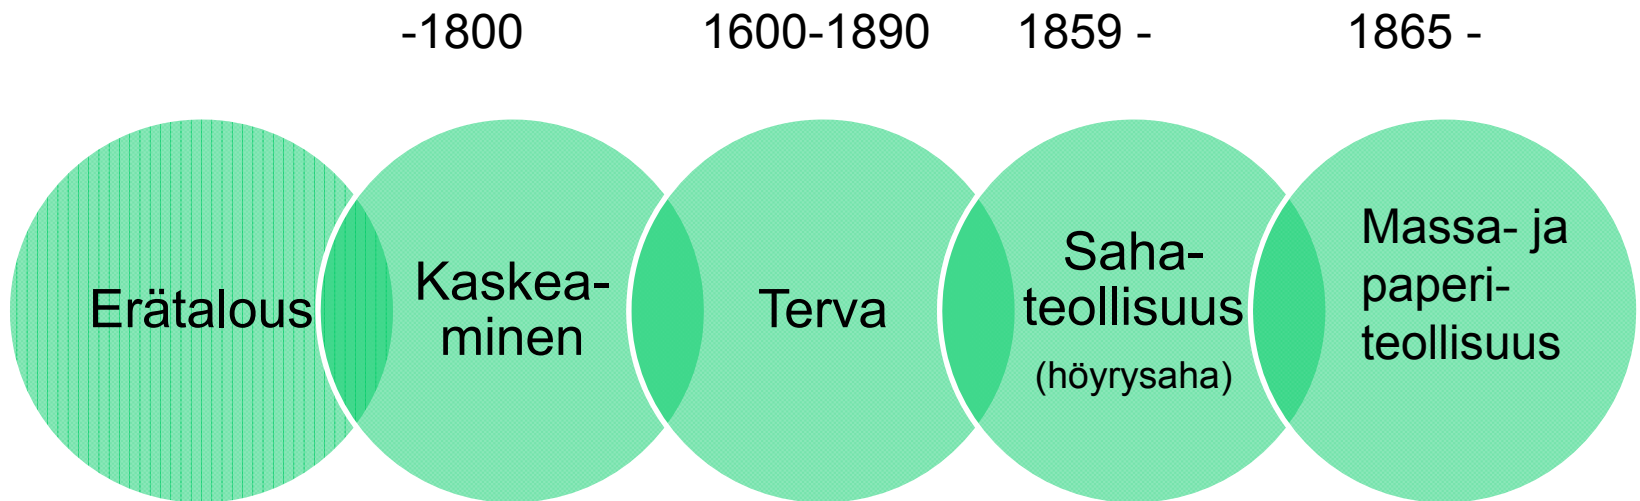 -1800
1600-1890
1859 -
1865 -
Erätalous
Kaskea-
minen
Terva
Saha-
teollisuus
(höyrysaha)
Massa- ja
paperi-
teollisuus